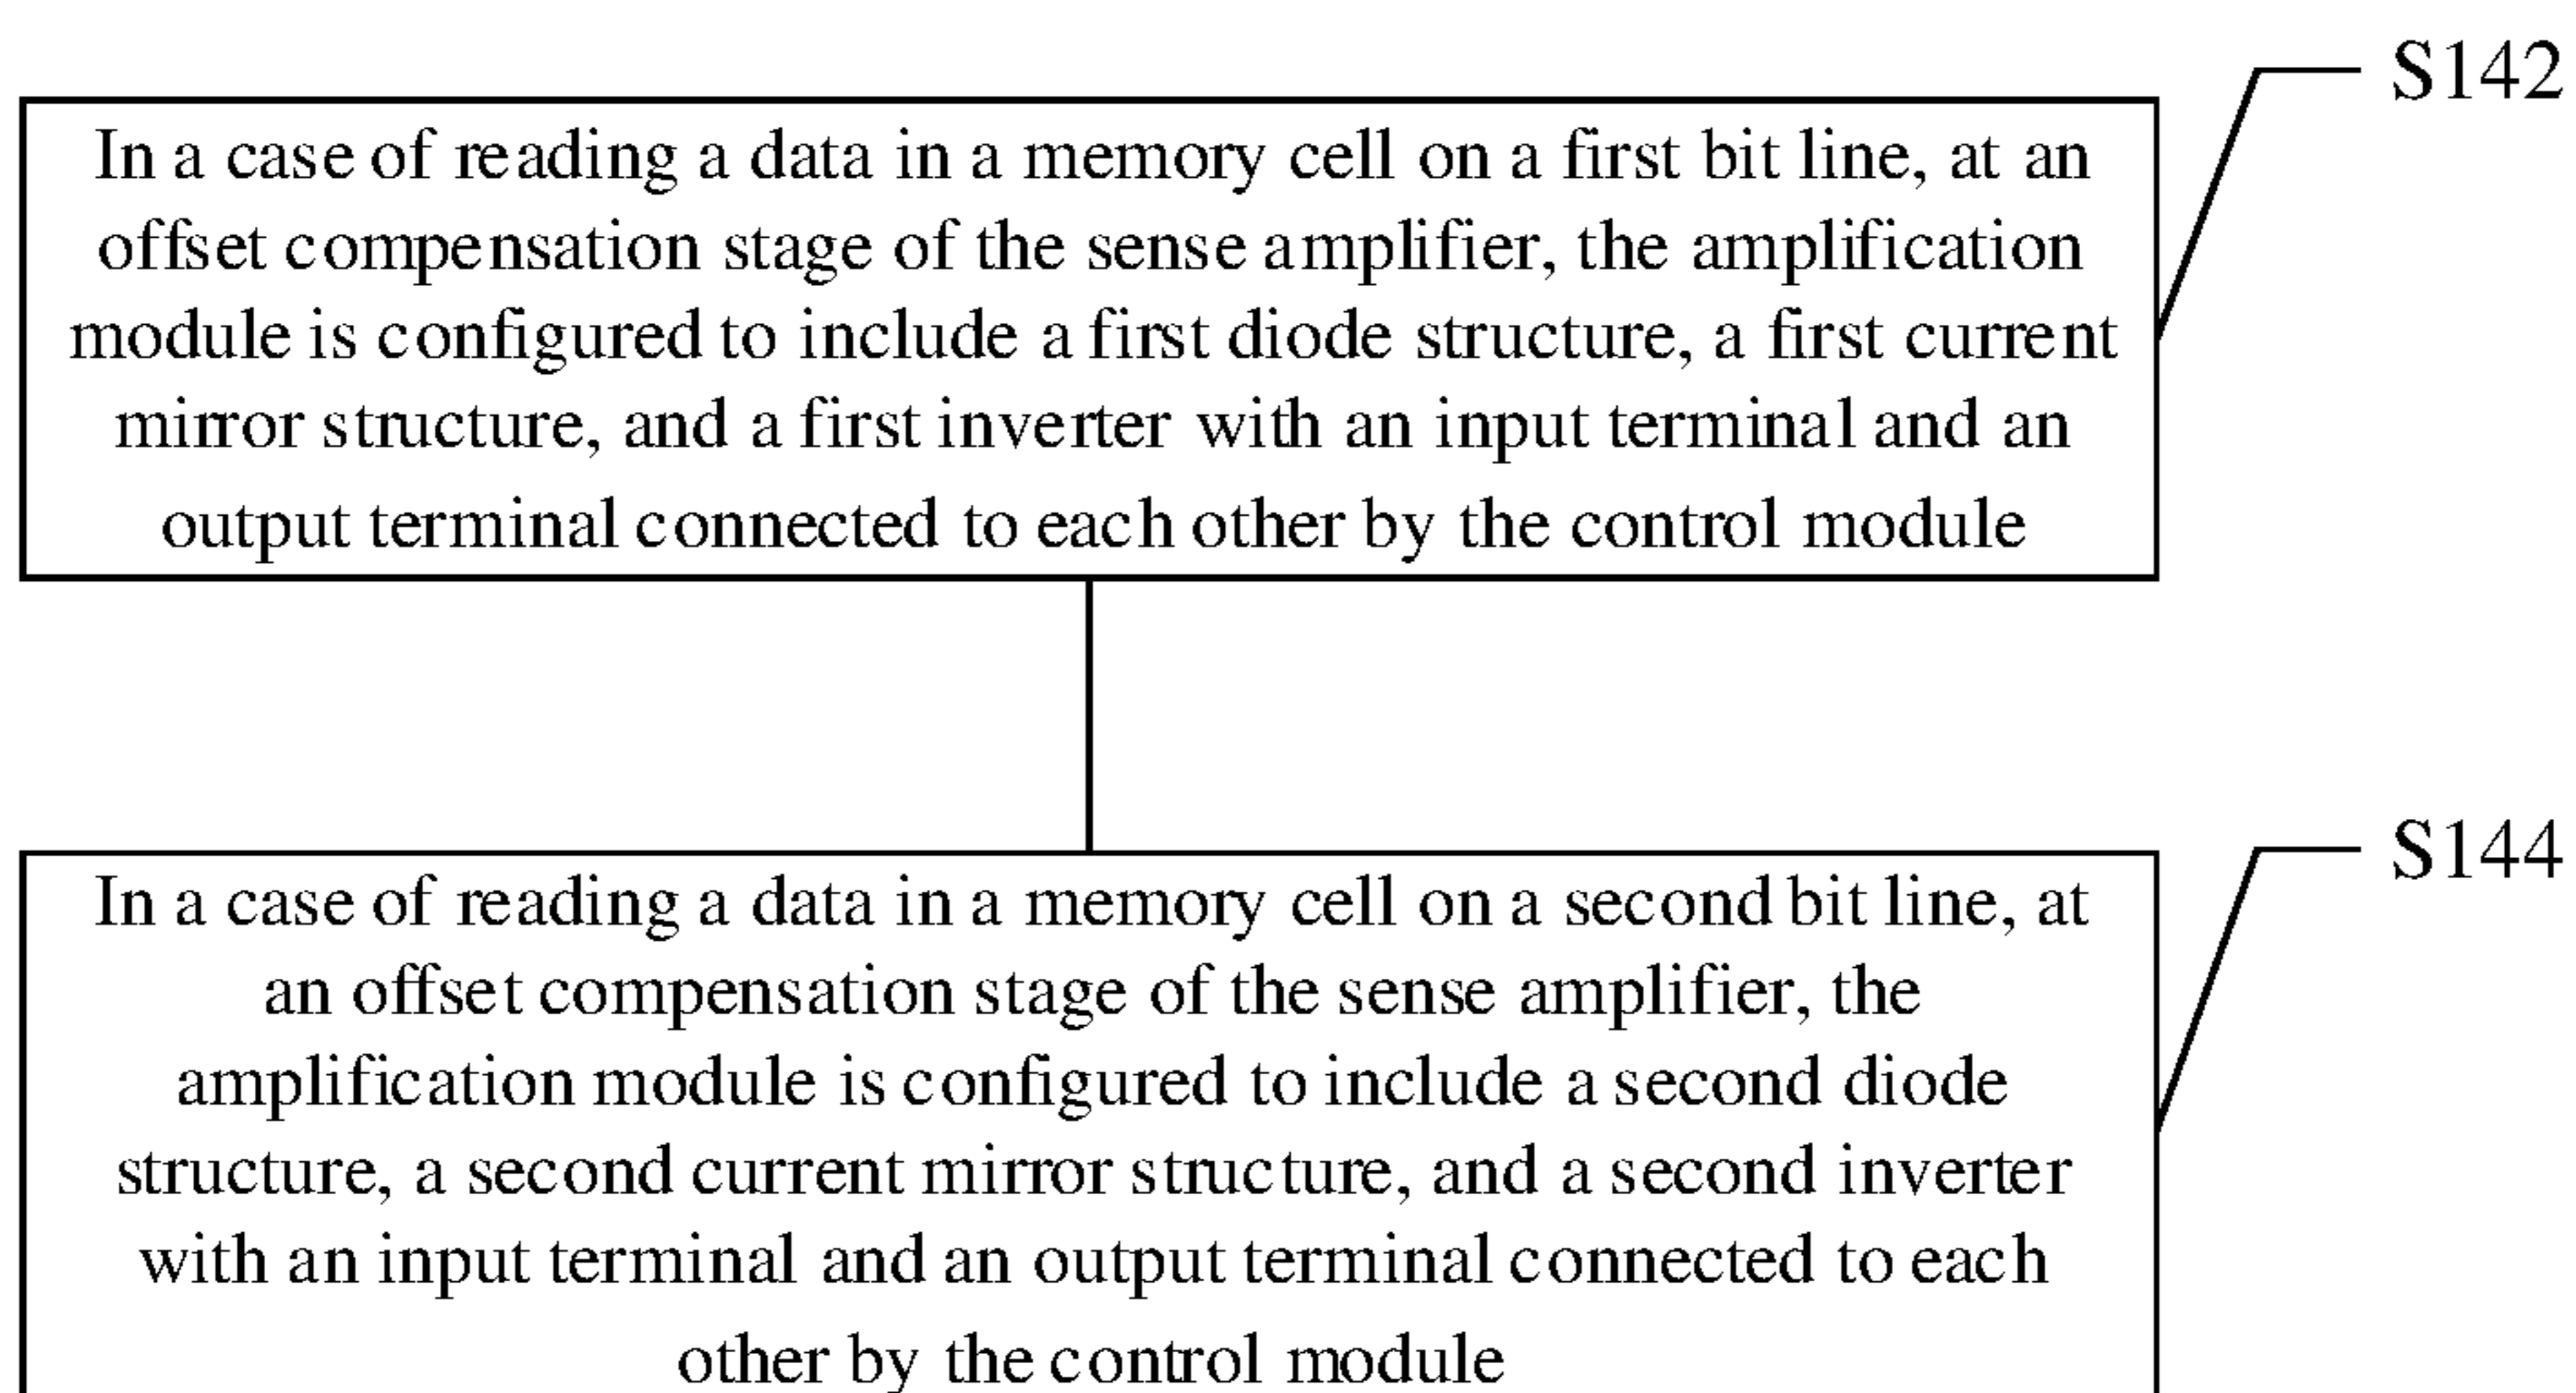 S142
In a case of reading a data in a memory cell on a first bit line, at an
offset compensation stage of the sense amplifier, the amplification
module is configured to include a first diode structure, a first current
mirror structure, and a first inverter with an input terminal and an
output terminal connected to each other by the control module
S144
In a case of reading a data in a memory cell on a second bit line, at
an offset compensation stage of the sense amplifier, the
amplification module is configured to include a second diode
structure, a second current mirror structure, and a second inverter
with an input terminal and an output terminal connected to each
other by the control module